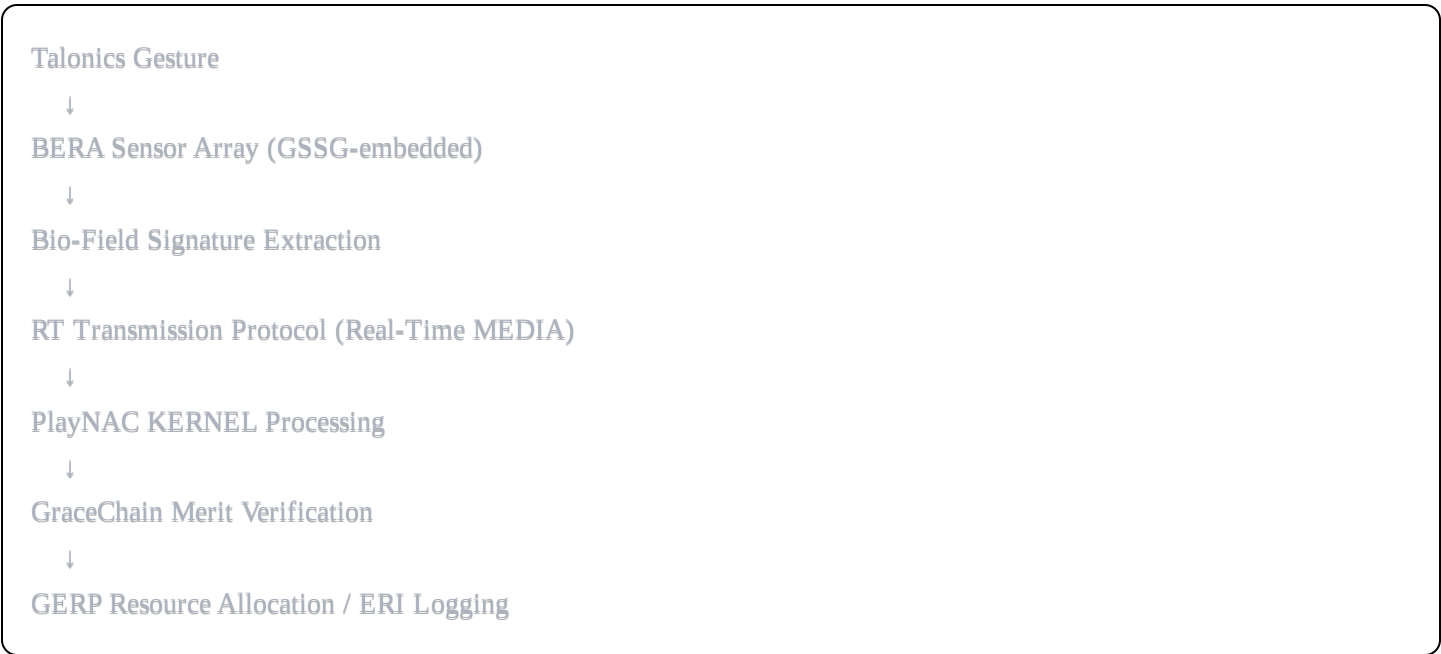 Talonics Gesture
↓
BERA Sensor Array (GSSG-embedded)
↓
Bio-Field Signature Extraction
↓
RT Transmission Protocol (Real-Time MEDIA)
↓
PlayNAC KERNEL Processing
↓
GraceChain Merit Verification
↓
GERP Resource Allocation / ERI Logging